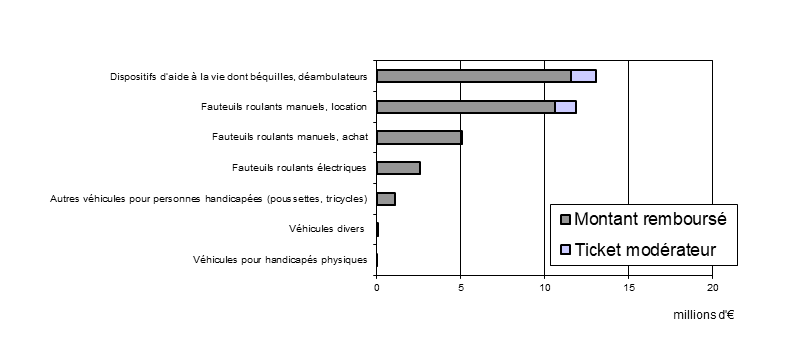 Dispositifs d'aide à la vie dont béquilles, déambulateurs
Fauteuils roulants manuels, location
Fauteuils roulants manuels, achat
Fauteuils roulants électriques
Autres véhicules pour personnes handicapées (poussettes, tricycles)
Véhicules divers
Véhicules pour handicapés physiques
Montant remboursé
Ticket modérateur
0 5 10 15 20
millions d'€